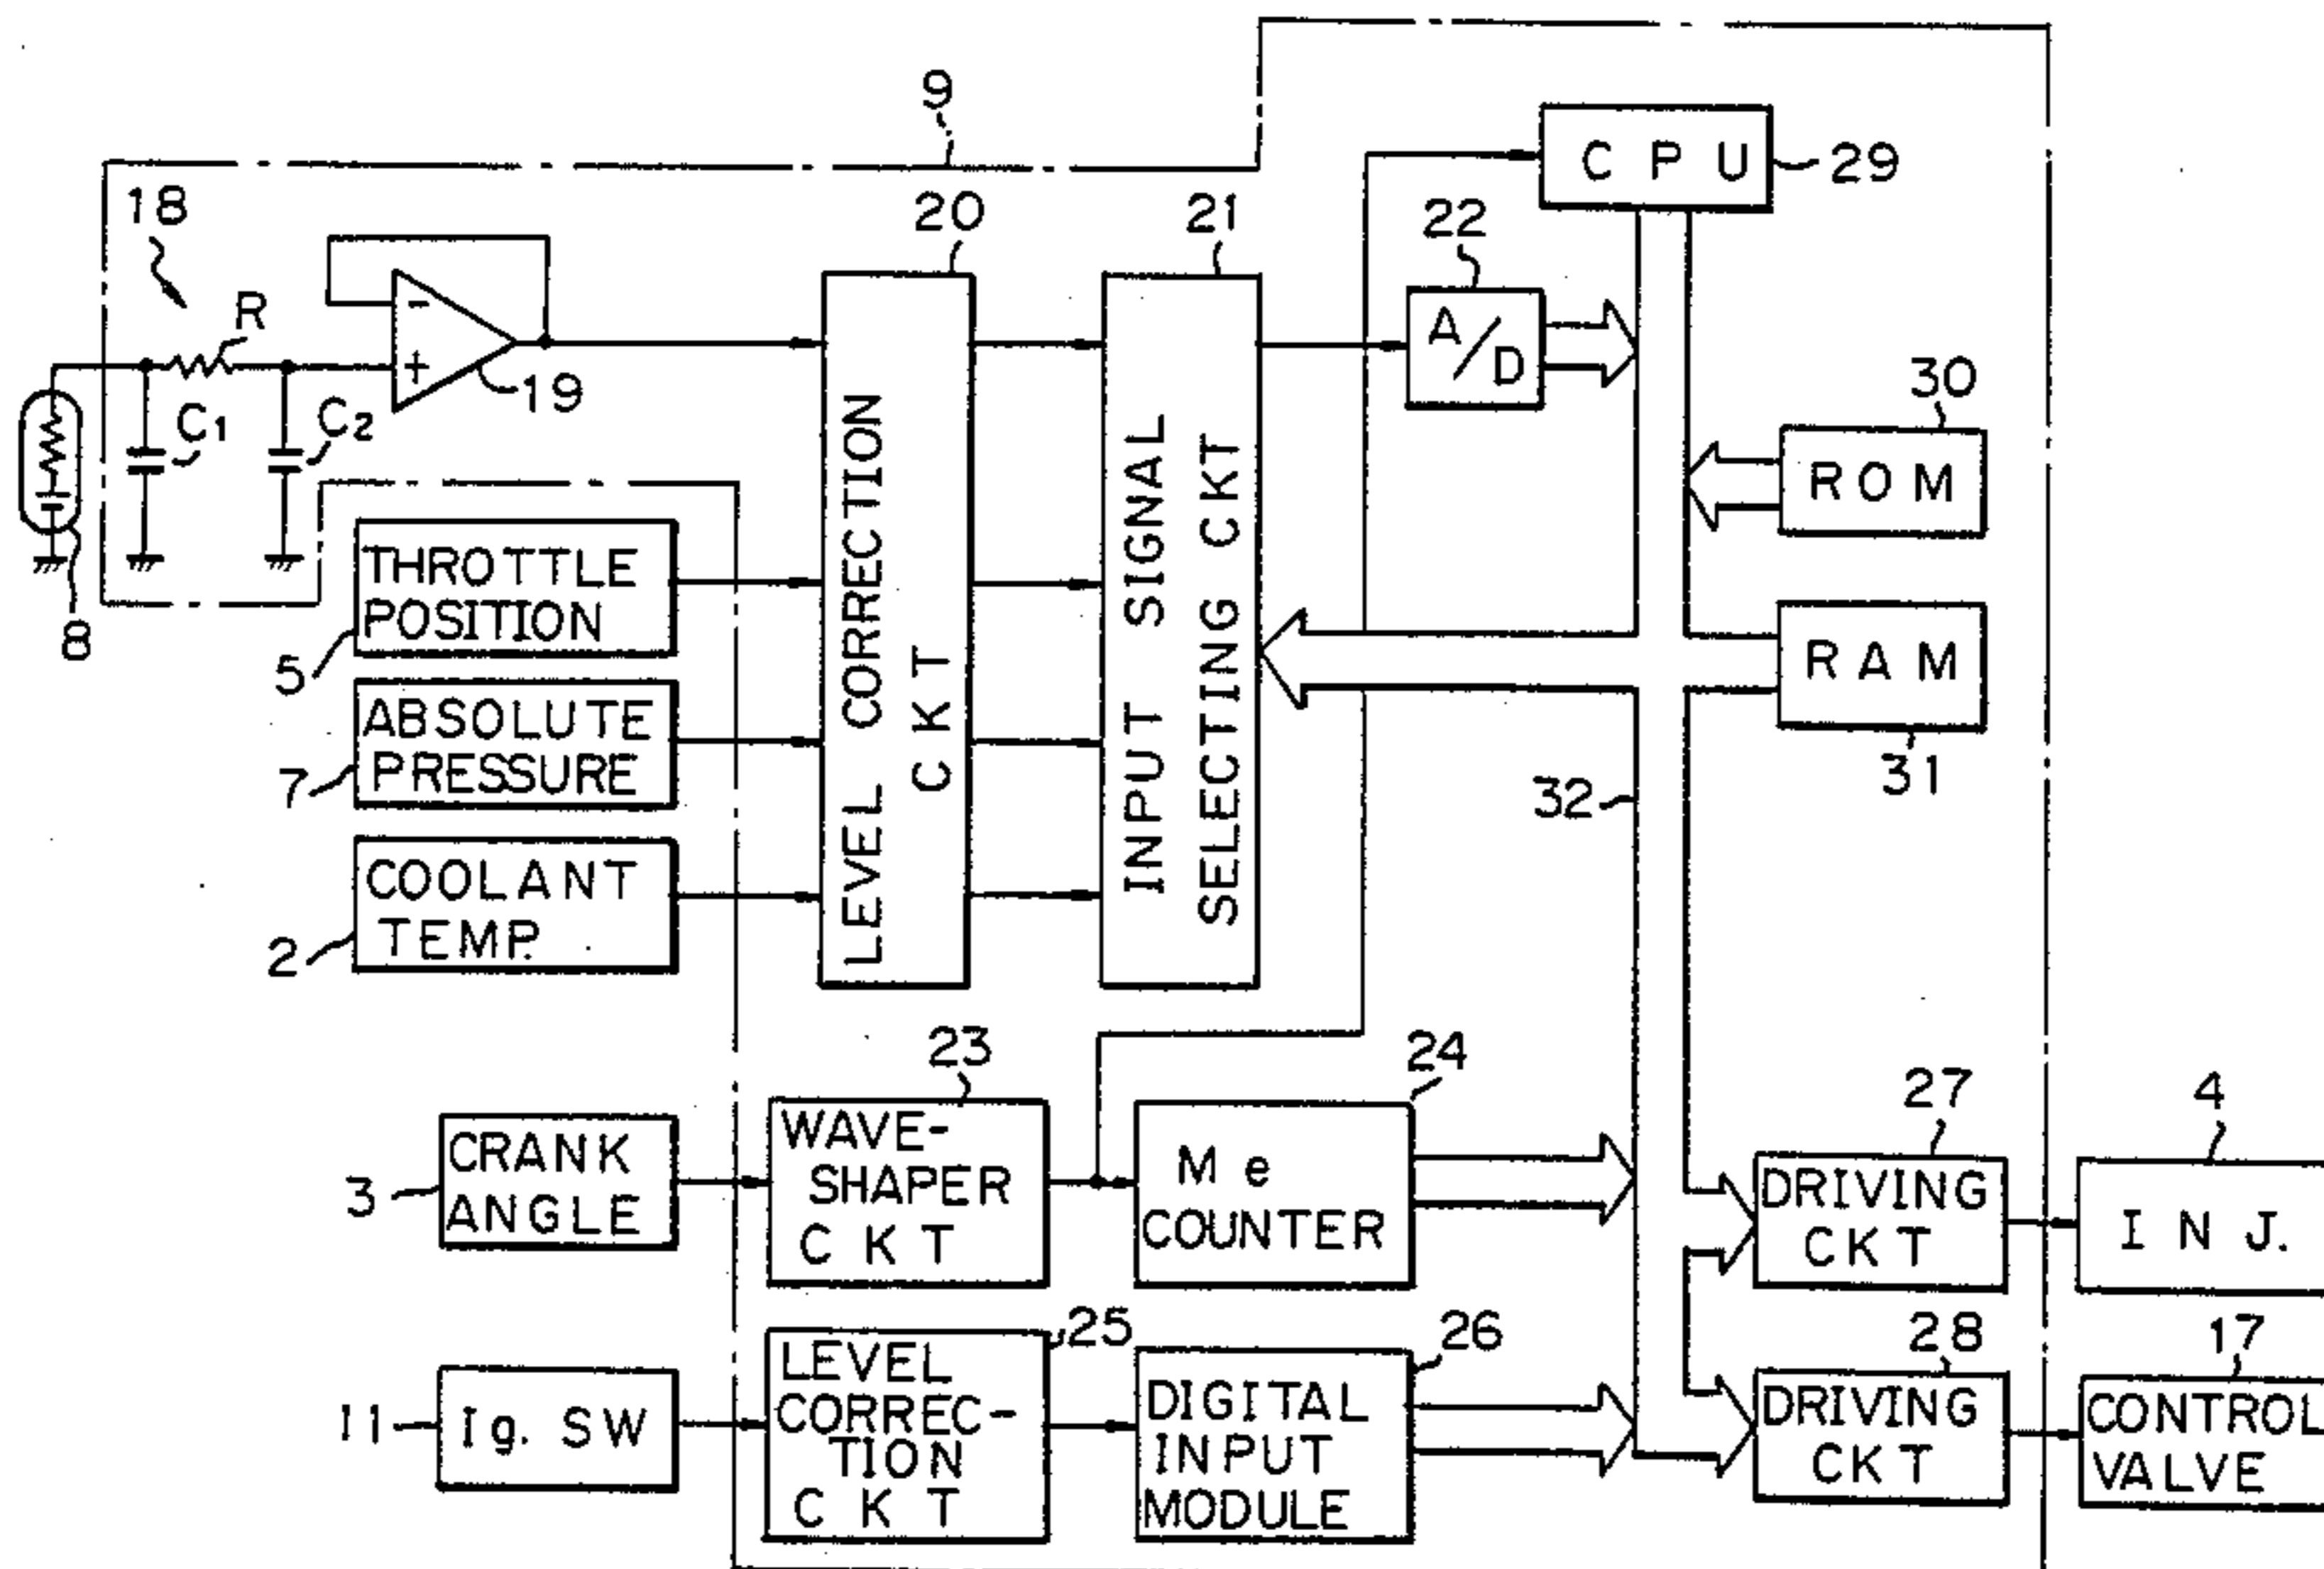 9
CPU
29
18
20
21
22
R
-
+
19
A/D
C1
C2
30
ROM
8
LEVEL CORRECTION
CKT
INPUT SIGNAL
SELECTING CKT
THROTTLE
POSITION
5
RAM
31
ABSOLUTE
PRESSURE
7
32
COOLANT
TEMP.
2
23
24
27
4
CRANK
ANGLE
3
WAVE-
SHAPER
CKT
Me
COUNTER
DRIVING
CKT
INJ.
25
26
28
17
11
Ig. SW
LEVEL
CORREC-
TION
CKT
DIGITAL
INPUT
MODULE
DRIVING
CKT
CONTROL
VALVE